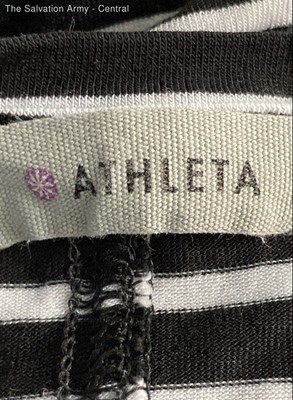 The Salvation Army - Central
ATHLETA